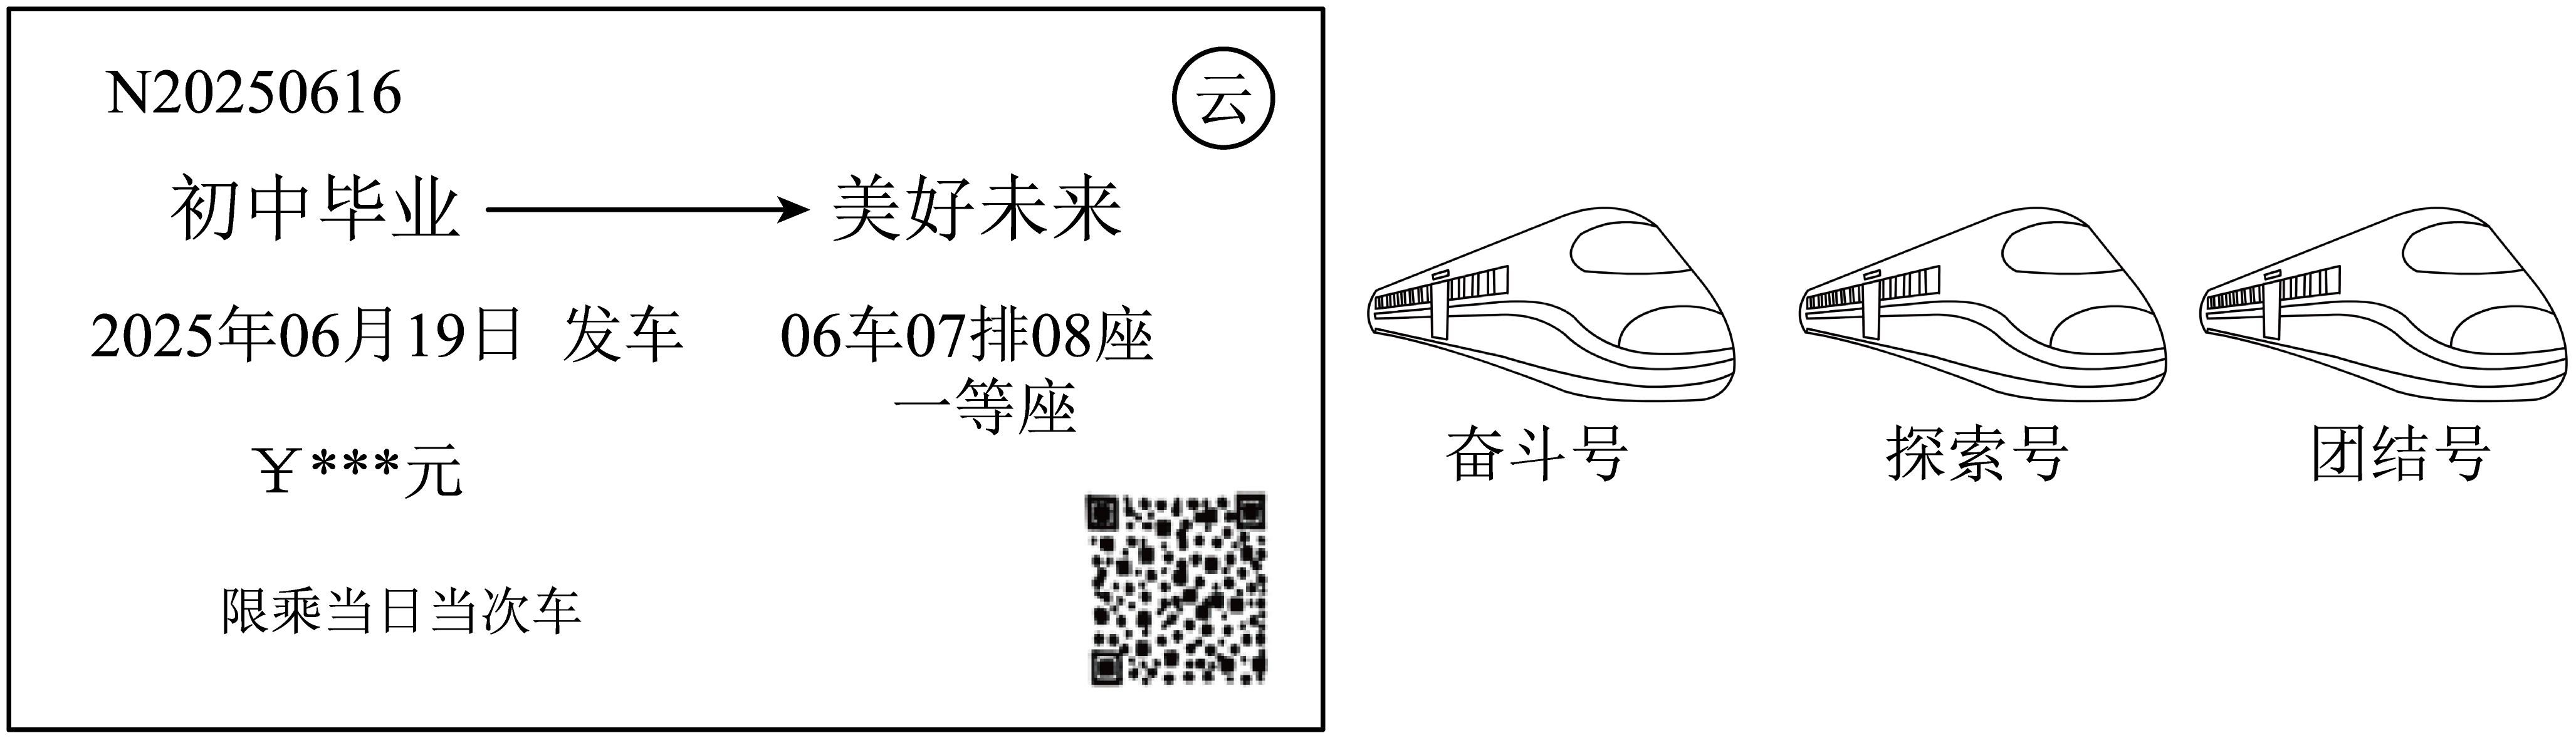 N20250616
云
初中毕业 美好未来
2025年06月19日 发车 06车07排08座
一等座
￥***元
限乘当日当次车
奋斗号 探索号 团结号